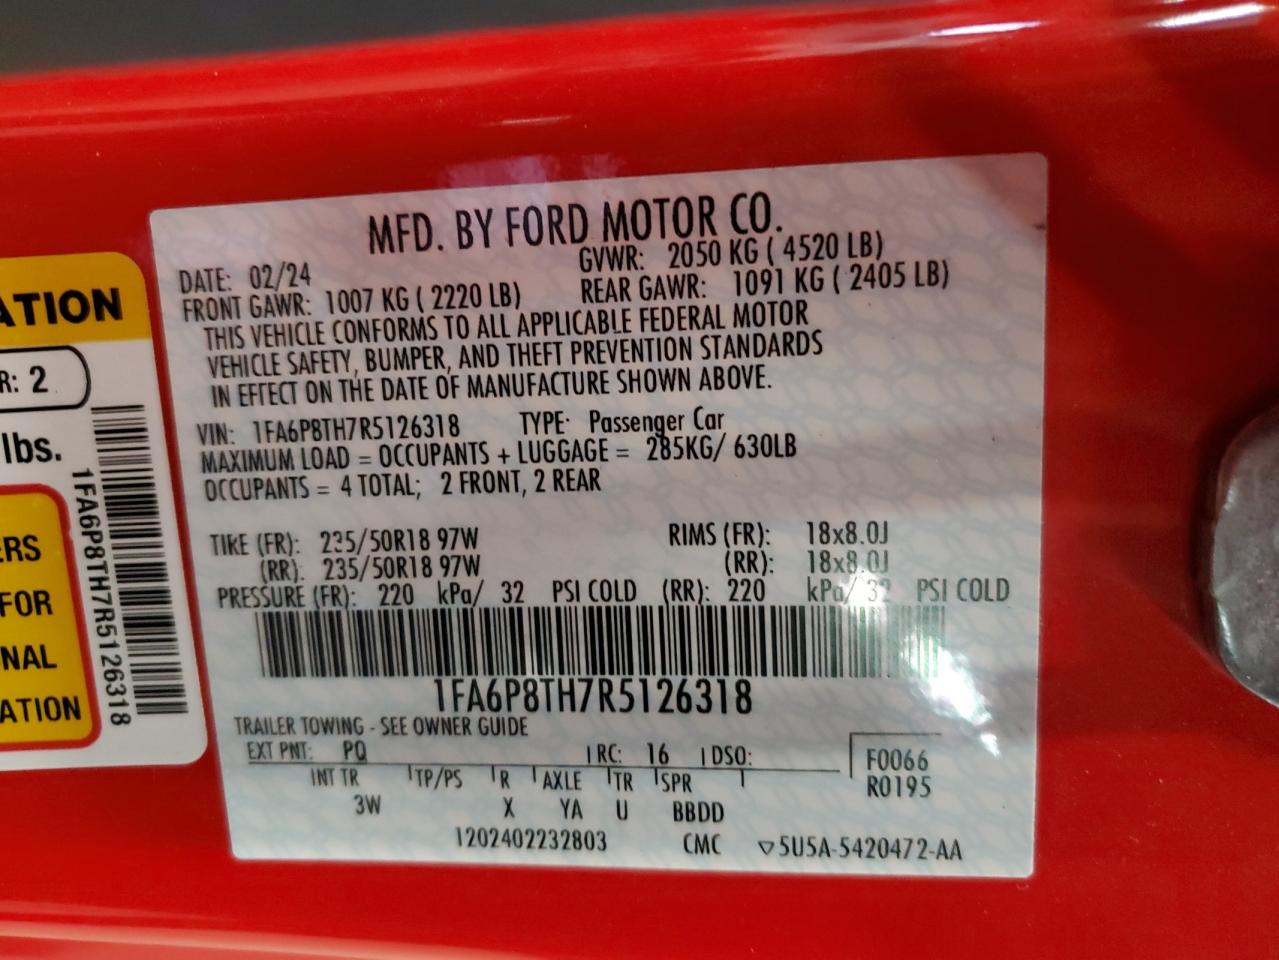 MFD. BY FORD MOTOR CO.
DATE: 02/24 GVWR: 2050 KG ( 4520 LB)
FRONT GAWR: 1007 KG ( 2220 LB) REAR GAWR: 1091 KG ( 2405 LB)
THIS VEHICLE CONFORMS TO ALL APPLICABLE FEDERAL MOTOR
VEHICLE SAFETY, BUMPER, AND THEFT PREVENTION STANDARDS
IN EFFECT ON THE DATE OF MANUFACTURE SHOWN ABOVE.
VIN: 1FA6P8TH7R5126318 TYPE: Passenger Car
MAXIMUM LOAD = OCCUPANTS + LUGGAGE = 285KG/ 630LB
OCCUPANTS = 4 TOTAL; 2 FRONT, 2 REAR
TIRE (FR): 235/50R18 97W RIMS (FR): 18x8.0J
(RR): 235/50R18 97W (RR): 18x8.0J
PRESSURE (FR): 220 kPa/ 32 PSI COLD (RR): 220 kPa/ 32 PSI COLD
1FA6P8TH7R5126318
TRAILER TOWING - SEE OWNER GUIDE
EXT PNT: PQ RC: 16 DSO: F0066
R0195
INT TR TP/PS R AXLE TR SPR
3W X YA U BBDD
1202402232803 CMC ▽5U5A-5420472-AA
ATION
R: 2
lbs.
1FA6P8TH7R5126318
ERS
FOR
NAL
ATION